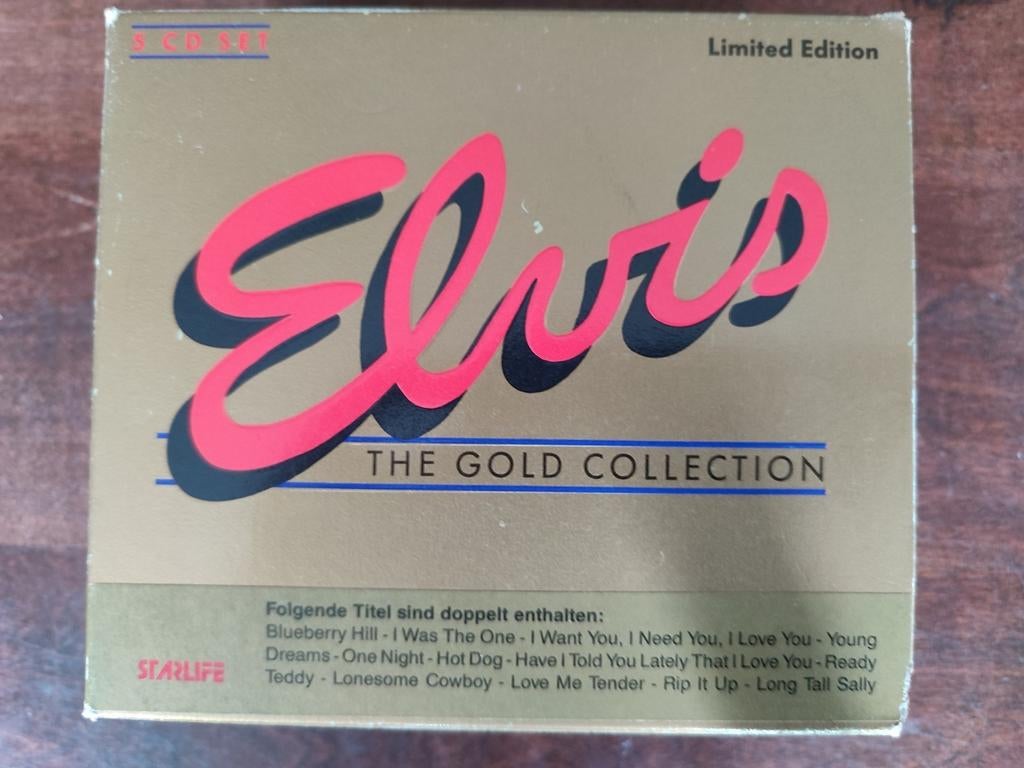 5 CD SET
Limited Edition
Elvis
THE GOLD COLLECTION
Folgende Titel sind doppelt enthalten:
Blueberry Hill - I Was The One - I Want You, I Need You, I Love You - Young
Dreams - One Night - Hot Dog - Have I Told You Lately That I Love You - Ready
Teddy - Lonesome Cowboy - Love Me Tender - Rip It Up - Long Tall Sally
STARLIFE